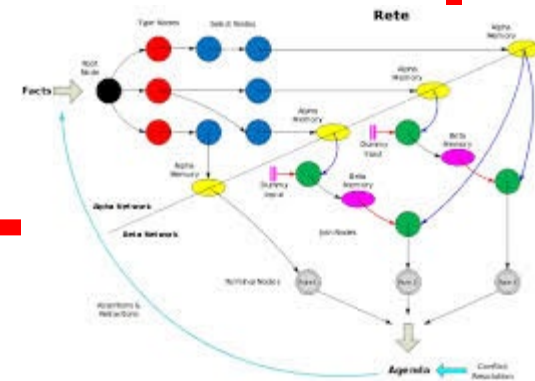 Rete
Type Nodes
Select Nodes
Alpha
Memory
Root
Node
Facts
Alpha
Memory
Alpha
Memory
Beta
Memory
Dummy
Input
Alpha
Memory
Dummy
Input
Beta
Memory
Alpha Network
Beta Network
Join Nodes
Terminal Nodes
Assertions &
Retractions
Agenda
Conflict
Resolution